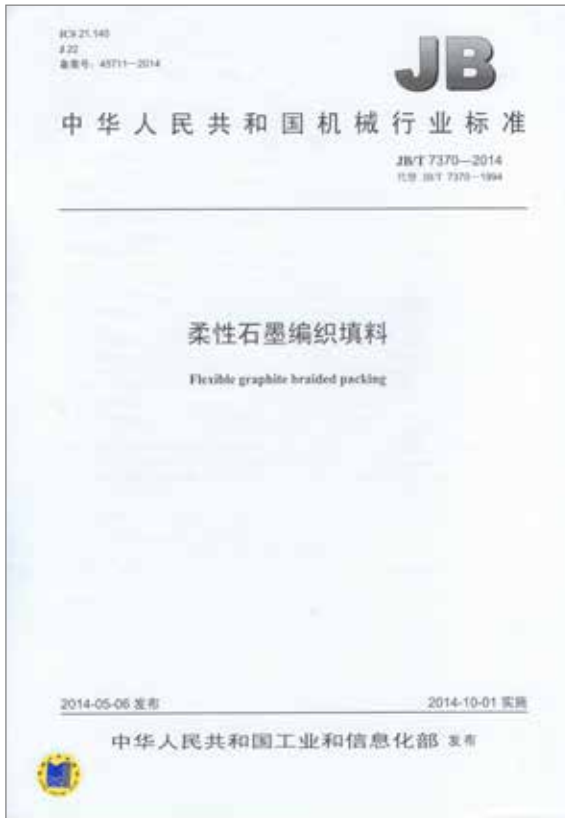 ICS 21.140
J 22
备案号：45711—2014
JB
中华人民共和国机械行业标准
JB/T 7370—2014
代替 JB/T 7370—1994
柔性石墨编织填料
Flexible graphite braided packing
2014-05-06 发布
2014-10-01 实施
中华人民共和国工业和信息化部 发布